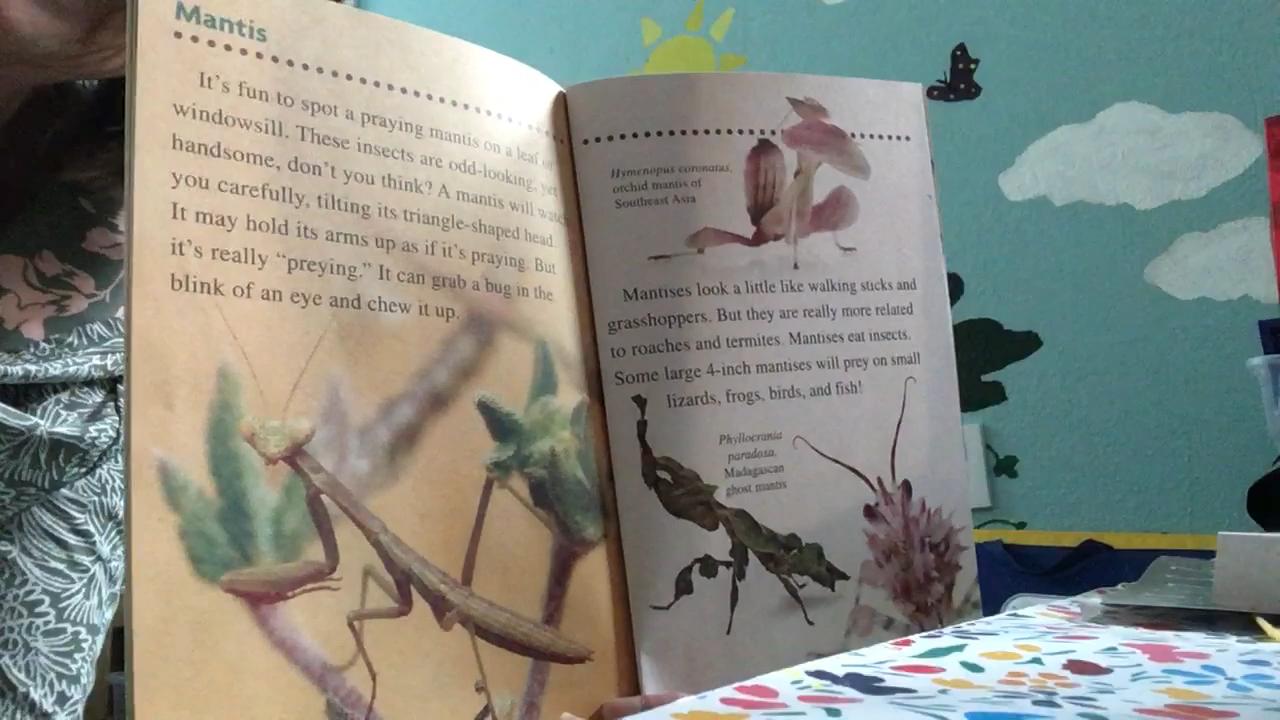 Mantis
It's fun to spot a praying mantis on a leaf or
windowsill. These insects are odd-looking, yet
handsome, don't you think? A mantis will watch
you carefully, tilting its triangle-shaped head.
It may hold its arms up as if it's praying. But
it's really "preying." It can grab a bug in the
blink of an eye and chew it up.
Hymenopus coronatus,
orchid mantis of
Southeast Asia
Mantises look a little like walking sticks and
grasshoppers. But they are really more related
to roaches and termites. Mantises eat insects.
Some large 4-inch mantises will prey on small
lizards, frogs, birds, and fish!
Phyllocrania
paradoxa,
Madagascan
ghost mantis